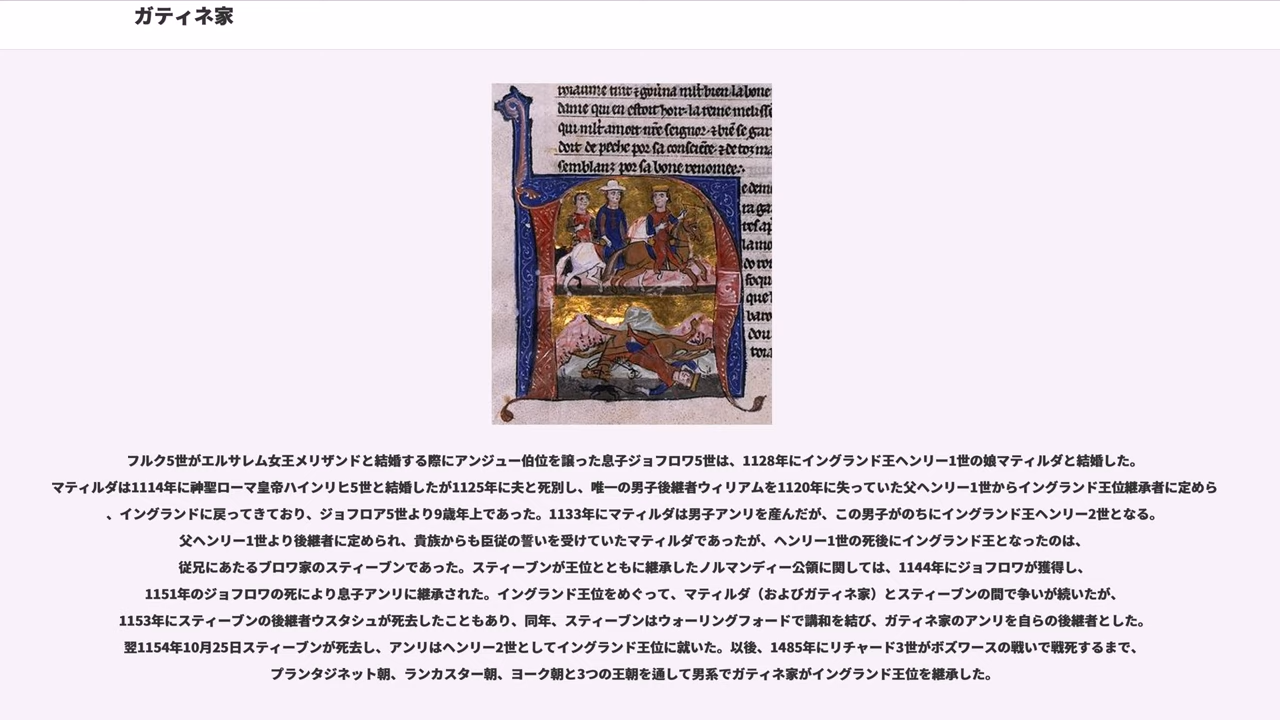 ガティネ家
フルク5世がエルサレム女王メリザンドと結婚する際にアンジュー伯位を譲った息子ジョフロワ5世は、1128年にイングランド王ヘンリー1世の娘マティルダと結婚した。
マティルダは1114年に神聖ローマ皇帝ハインリヒ5世と結婚したが1125年に夫と死別し、唯一の男子後継者ウィリアムを1120年に失っていた父ヘンリー1世からイングランド王位継承者に定めら
、イングランドに戻ってきており、ジョフロア5世より9歳年上であった。1133年にマティルダは男子アンリを産んだが、この男子がのちにイングランド王ヘンリー2世となる。
父ヘンリー1世より後継者に定められ、貴族からも臣従の誓いを受けていたマティルダであったが、ヘンリー1世の死後にイングランド王となったのは、
従兄にあたるブロワ家のスティーブンであった。スティーブンが王位とともに継承したノルマンディー公領に関しては、1144年にジョフロワが獲得し、
1151年のジョフロワの死により息子アンリに継承された。イングランド王位をめぐって、マティルダ（およびガティネ家）とスティーブンの間で争いが続いたが、
1153年にスティーブンの後継者ウスタシュが死去したこともあり、同年、スティーブンはウォーリングフォードで講和を結び、ガティネ家のアンリを自らの後継者とした。
翌1154年10月25日スティーブンが死去し、アンリはヘンリー2世としてイングランド王位に就いた。以後、1485年にリチャード3世がボズワースの戦いで戦死するまで、
プランタジネット朝、ランカスター朝、ヨーク朝と3つの王朝を通して男系でガティネ家がイングランド王位を継承した。